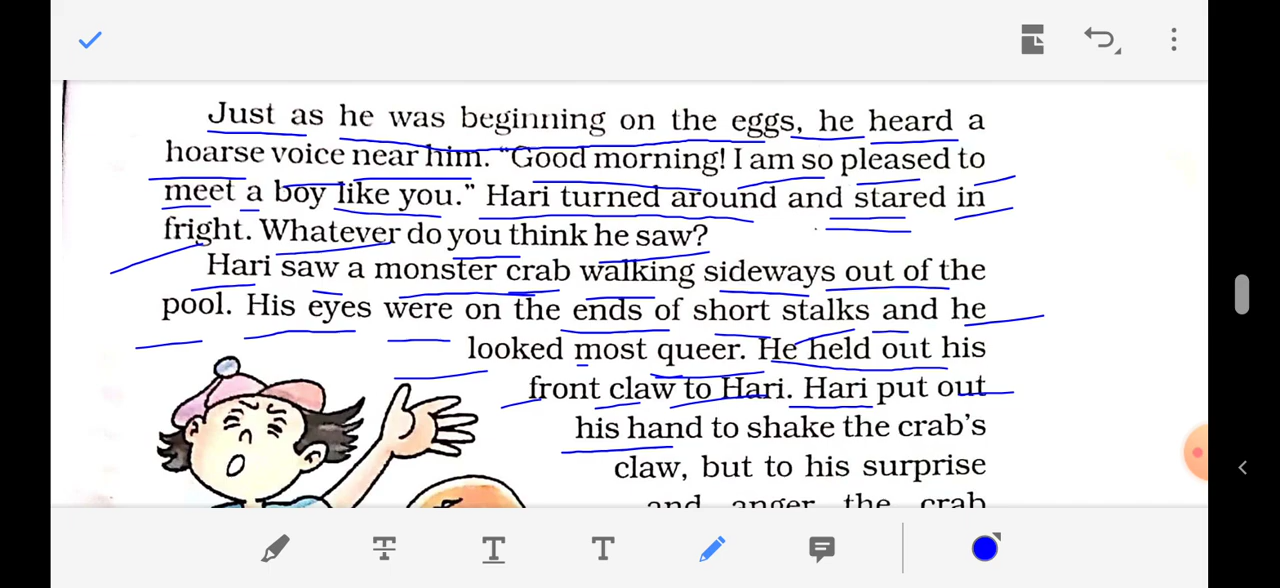 Just as he was beginning on the eggs, he heard a
hoarse voice near him. "Good morning! I am so pleased to
meet a boy like you." Hari turned around and stared in
fright. Whatever do you think he saw?
Hari saw a monster crab walking sideways out of the
pool. His eyes were on the ends of short stalks and he
looked most queer. He held out his
front claw to Hari. Hari put out
his hand to shake the crab's
claw, but to his surprise
and anger the crab